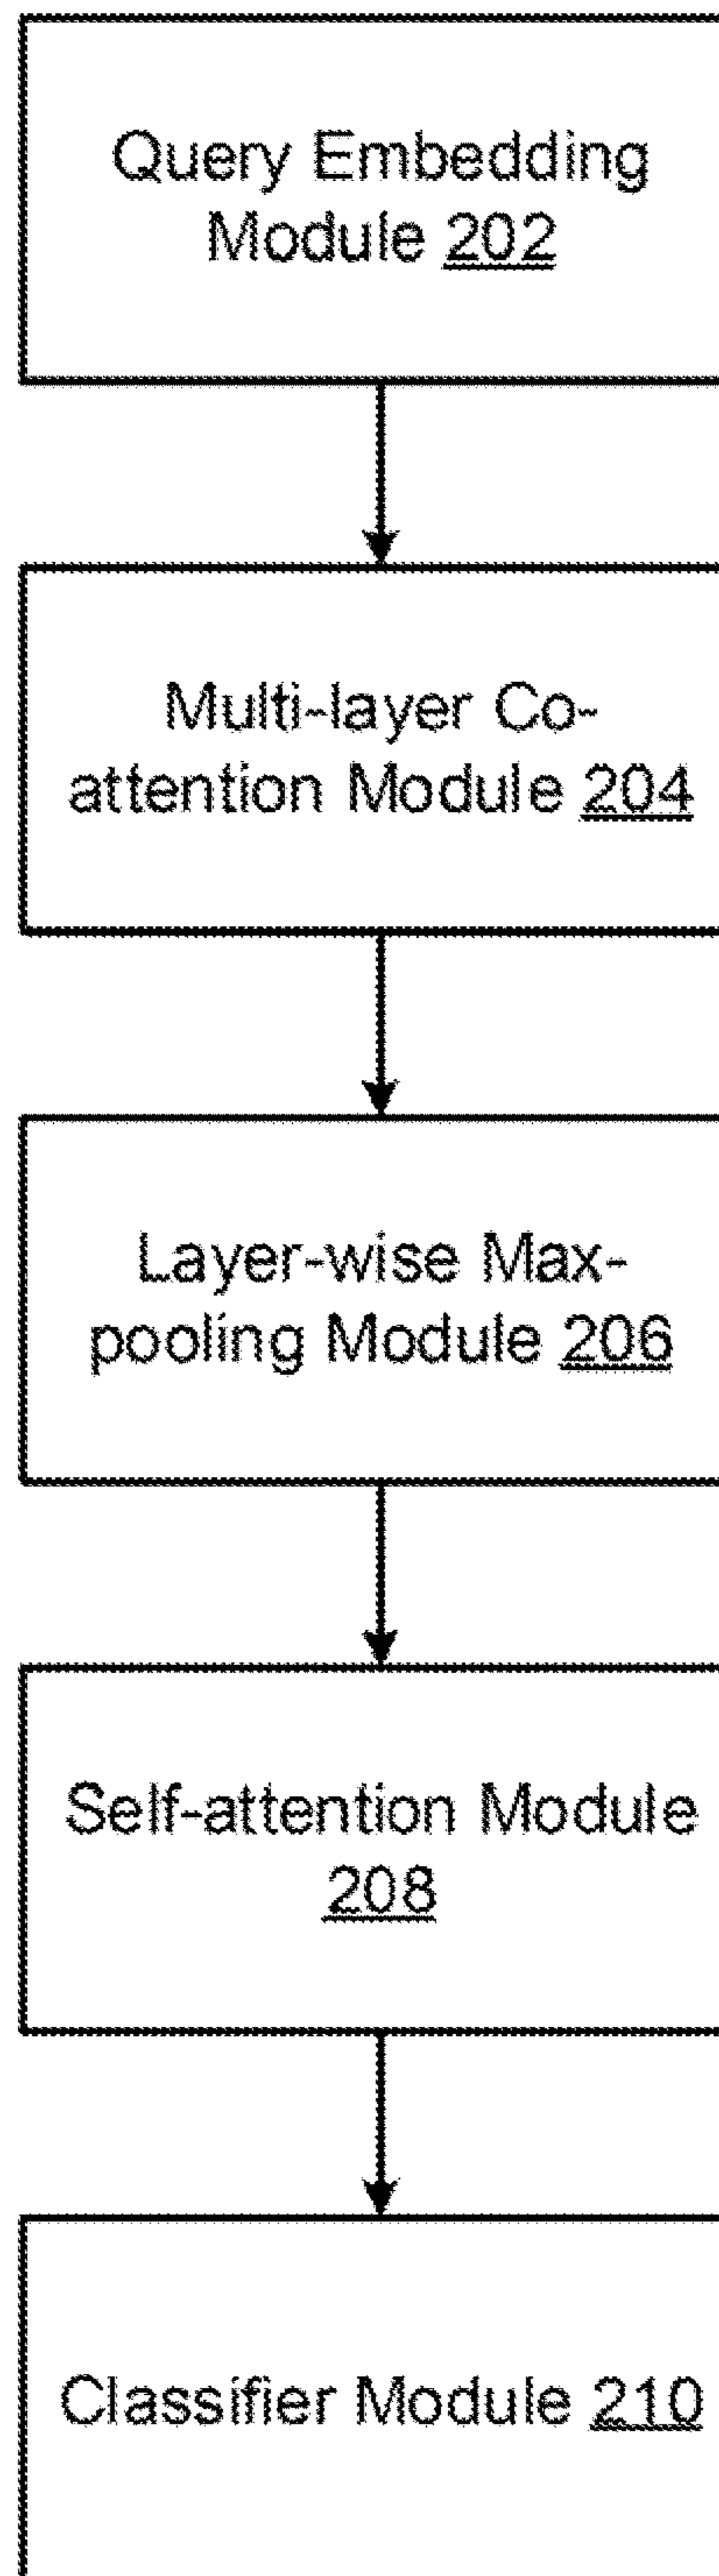 Query Embedding
Module 202
Multi-layer Co-
attention Module 204
Layer-wise Max-
pooling Module 206
Self-attention Module
208
Classifier Module 210